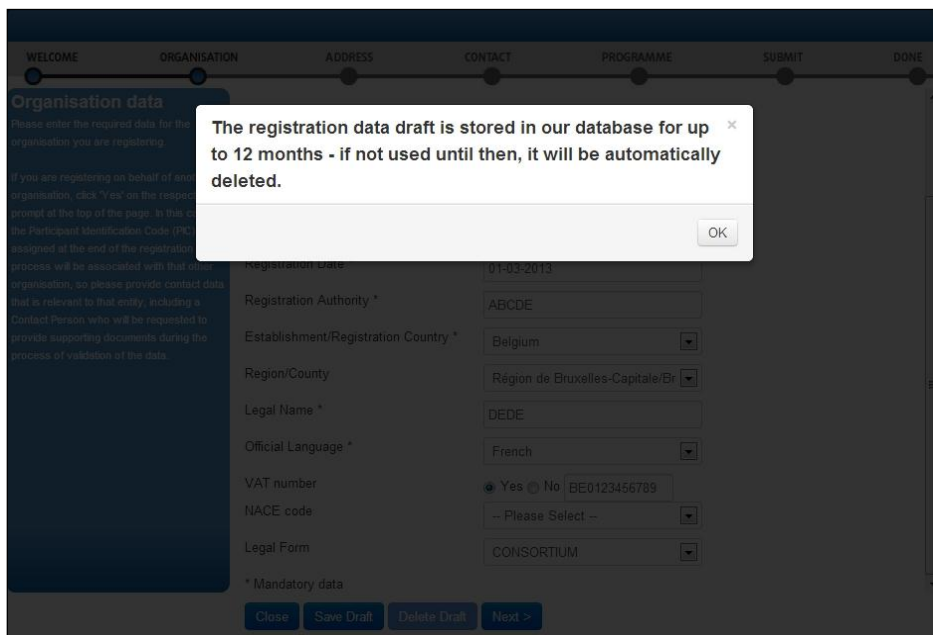 WELCOME ORGANISATION ADDRESS CONTACT PROGRAMME SUBMIT DONE
Organisation data
Please enter the required data for the
organisation you are registering.
If you are registering on behalf of
organisation, click 'Yes' on the
prompt at the top of the page. In this
the Participant Identification Code (PIC)
assigned at the end of the registration
process will be associated with that other
organisation, so please provide contact data
that is relevant to that entity, including a
Contact Person who will be requested to
provide supporting documents during the
process of validation of the data.
The registration data draft is stored in our database for up ×
to 12 months - if not used until then, it will be automatically
deleted.
OK
Registration Date 01-03-2013
Registration Authority * ABCDE
Establishment/Registration Country * Belgium
Region/County Région de Bruxelles-Capitale/Br
Legal Name * DEDE
Official Language * French
VAT number Yes No BE0123456789
NACE code -- Please Select --
Legal Form CONSORTIUM
* Mandatory data
Close Save Draft Delete Draft Next >